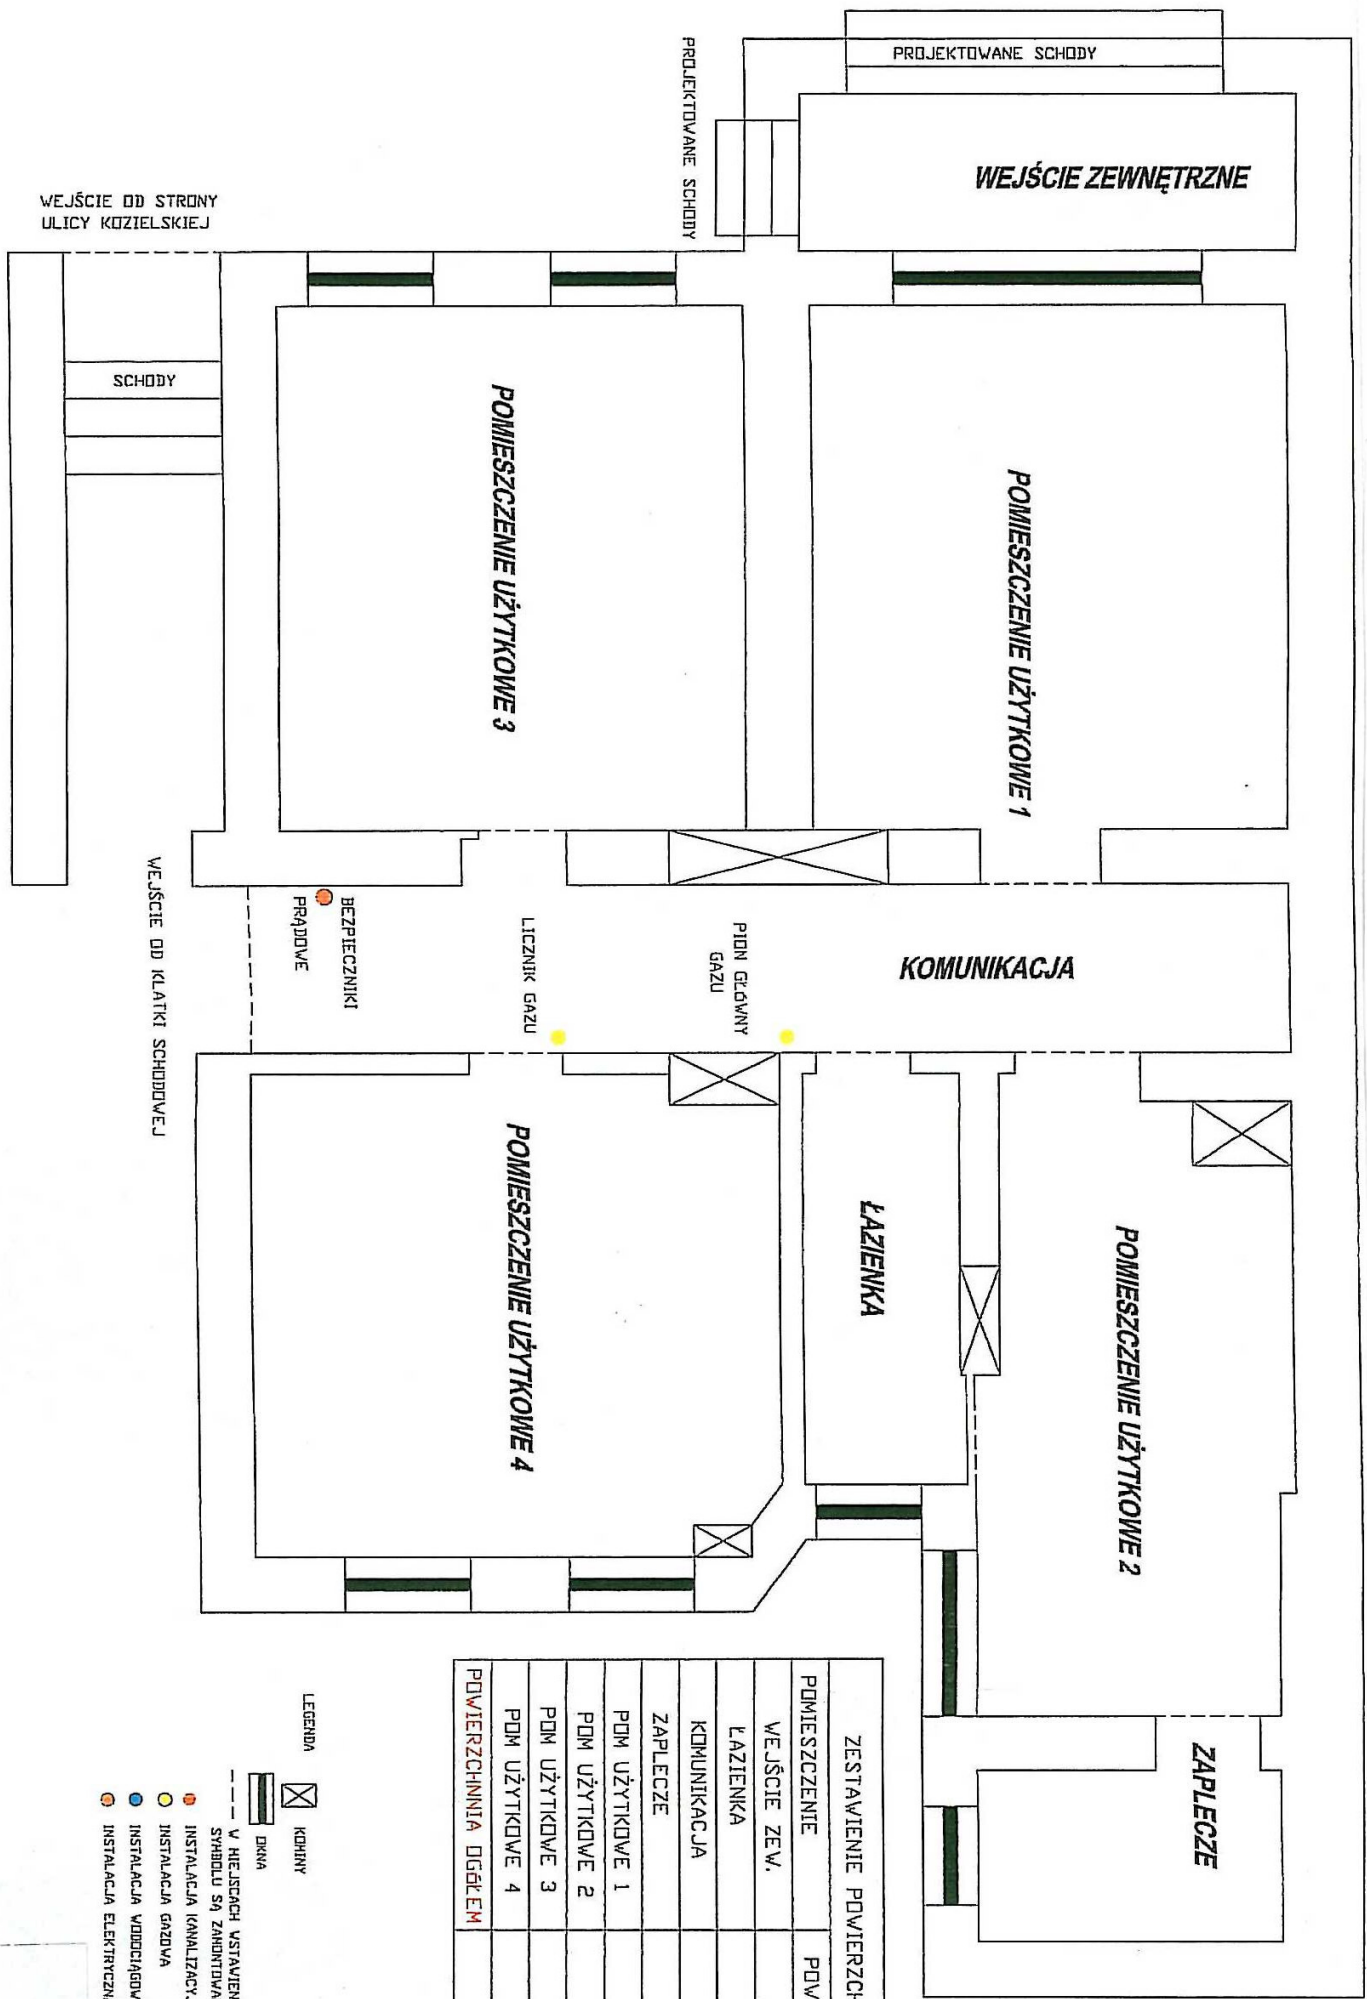 PROJEKTOWANE SCHODY
PROJEKTOWANE SCHODY
WEJŚCIE ZEWNĘTRZNE
WEJŚCIE OD STRONY
ULICY KOZIELSKIEJ
SCHODY
POMIESZCZENIE UŻYTKOWE 3
POMIESZCZENIE UŻYTKOWE 1
WEJŚCIE OD KLATKI SCHODOWEJ
BEZPIECZNIKI
PRĄDOWE
LICZNIK GAZU
PION GŁÓWNY
GAZU
KOMUNIKACJA
POMIESZCZENIE UŻYTKOWE 4
ŁAZIENKA
POMIESZCZENIE UŻYTKOWE 2
ZAPLECZE
ZESTAWIENIE POWIERZCH
POMIESZCZENIE POW
WEJŚCIE ZEW.
ŁAZIENKA
KOMUNIKACJA
ZAPLECZE
POM UŻYTKOWE 1
POM UŻYTKOWE 2
POM UŻYTKOWE 3
POM UŻYTKOWE 4
POWIERZCHNNIA OGÓŁEM
LEGENDA
KOMINY
OKNA
W MIEJSCACH WSTAWIEN
SYMBOLU SĄ ZAMONTOWA
INSTALACJA KANALIZACYJ
INSTALACJA GAZOWA
INSTALACJA WODOCIĄGOW
INSTALACJA ELEKTRYCZN